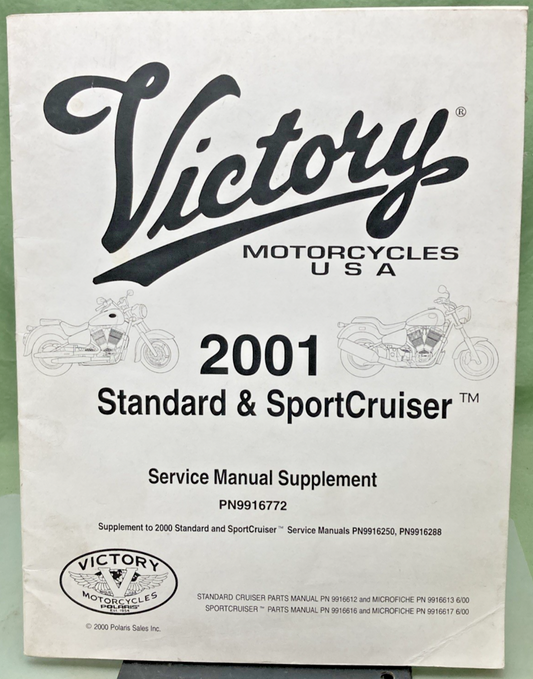 Victory®
MOTORCYCLES
USA
2001
Standard & SportCruiser™
Service Manual Supplement
PN9916772
Supplement to 2000 Standard and SportCruiser™ Service Manuals PN9916250, PN9916288
VICTORY
V
MOTORCYCLES
POLARIS
Est 1954
STANDARD CRUISER PARTS MANUAL PN 9916612 and MICROFICHE PN 9916613 6/00
SPORTCRUISER™ PARTS MANUAL PN 9916616 and MICROFICHE PN 9916617 6/00
© 2000 Polaris Sales Inc.